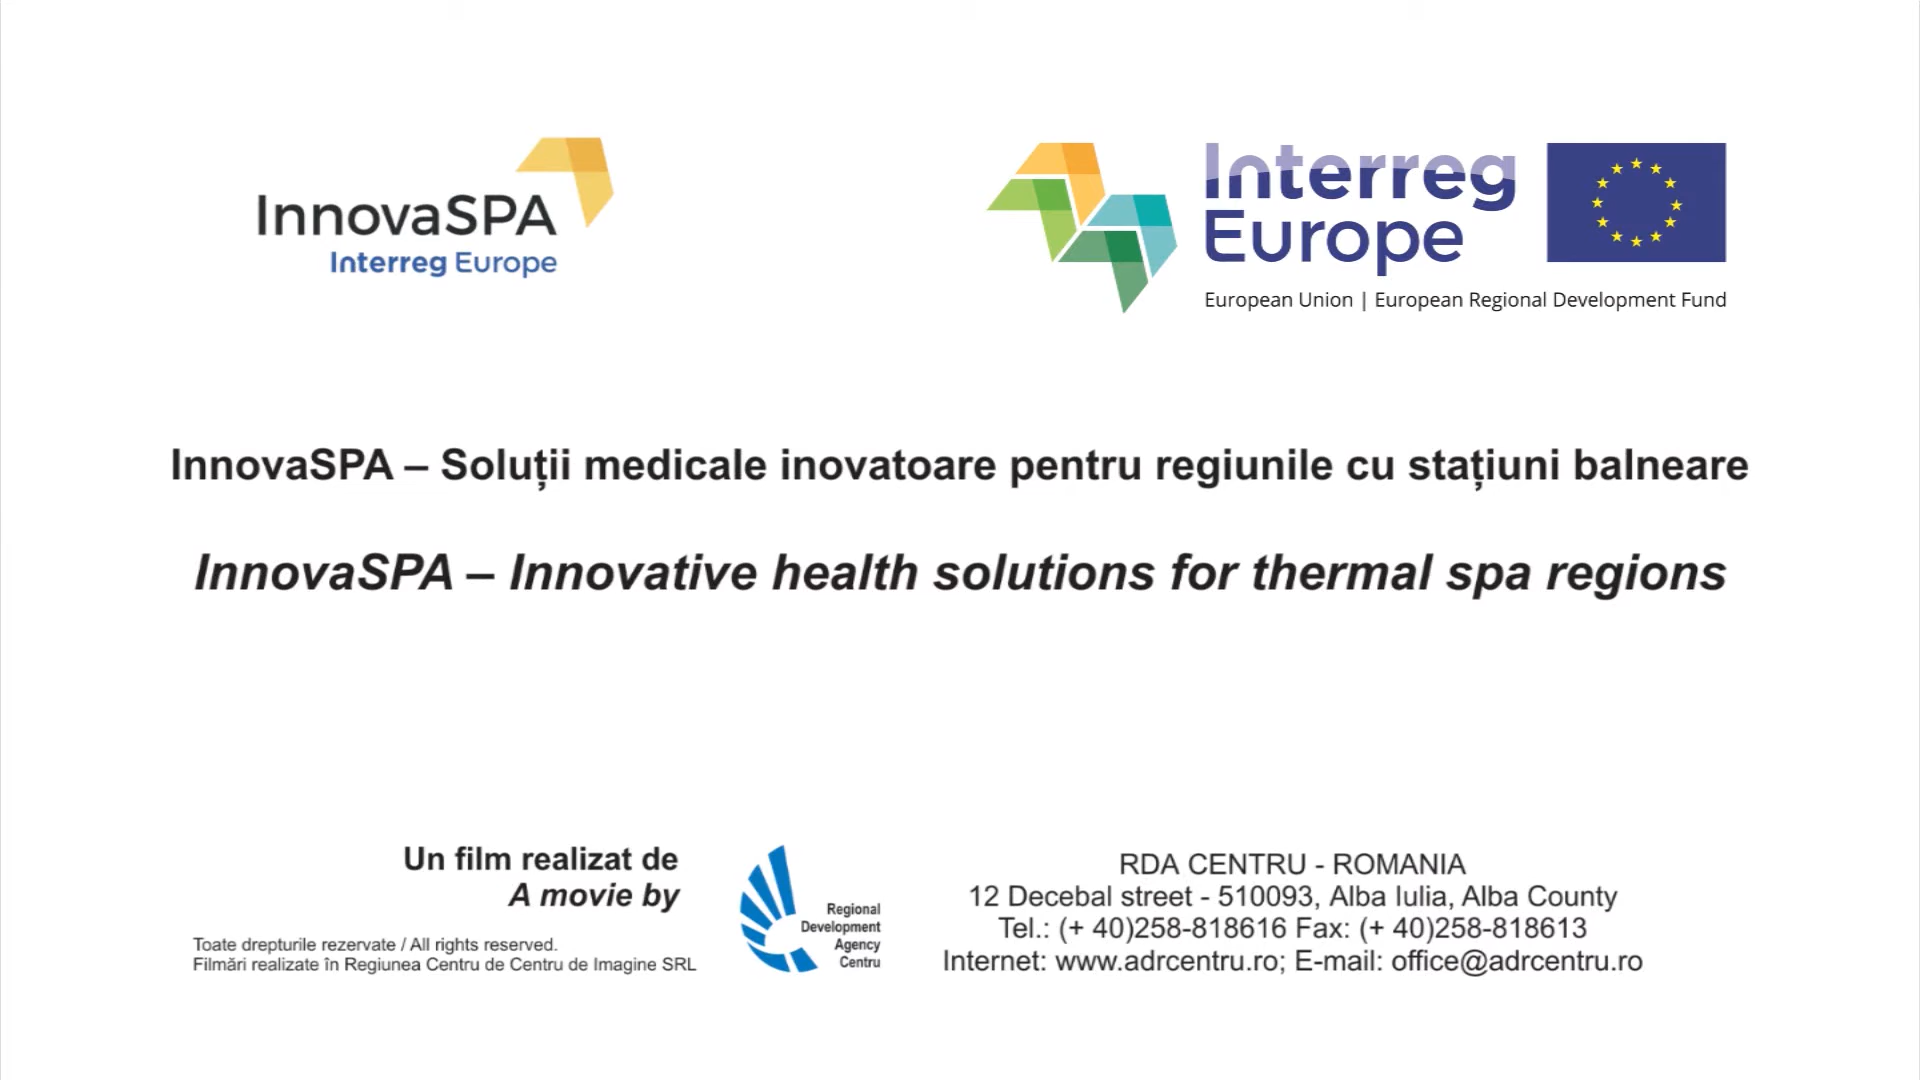 InnovaSPA
Interreg Europe
Interreg
Europe
European Union | European Regional Development Fund
InnovaSPA – Soluții medicale inovatoare pentru regiunile cu stațiuni balneare
InnovaSPA – Innovative health solutions for thermal spa regions
Un film realizat de
A movie by
Toate drepturile rezervate / All rights reserved.
Filmări realizate în Regiunea Centru de Centru de Imagine SRL
Regional
Development
Agency
Centru
RDA CENTRU - ROMANIA
12 Decebal street - 510093, Alba Iulia, Alba County
Tel.: (+ 40)258-818616 Fax: (+ 40)258-818613
Internet: www.adrcentru.ro; E-mail: office@adrcentru.ro